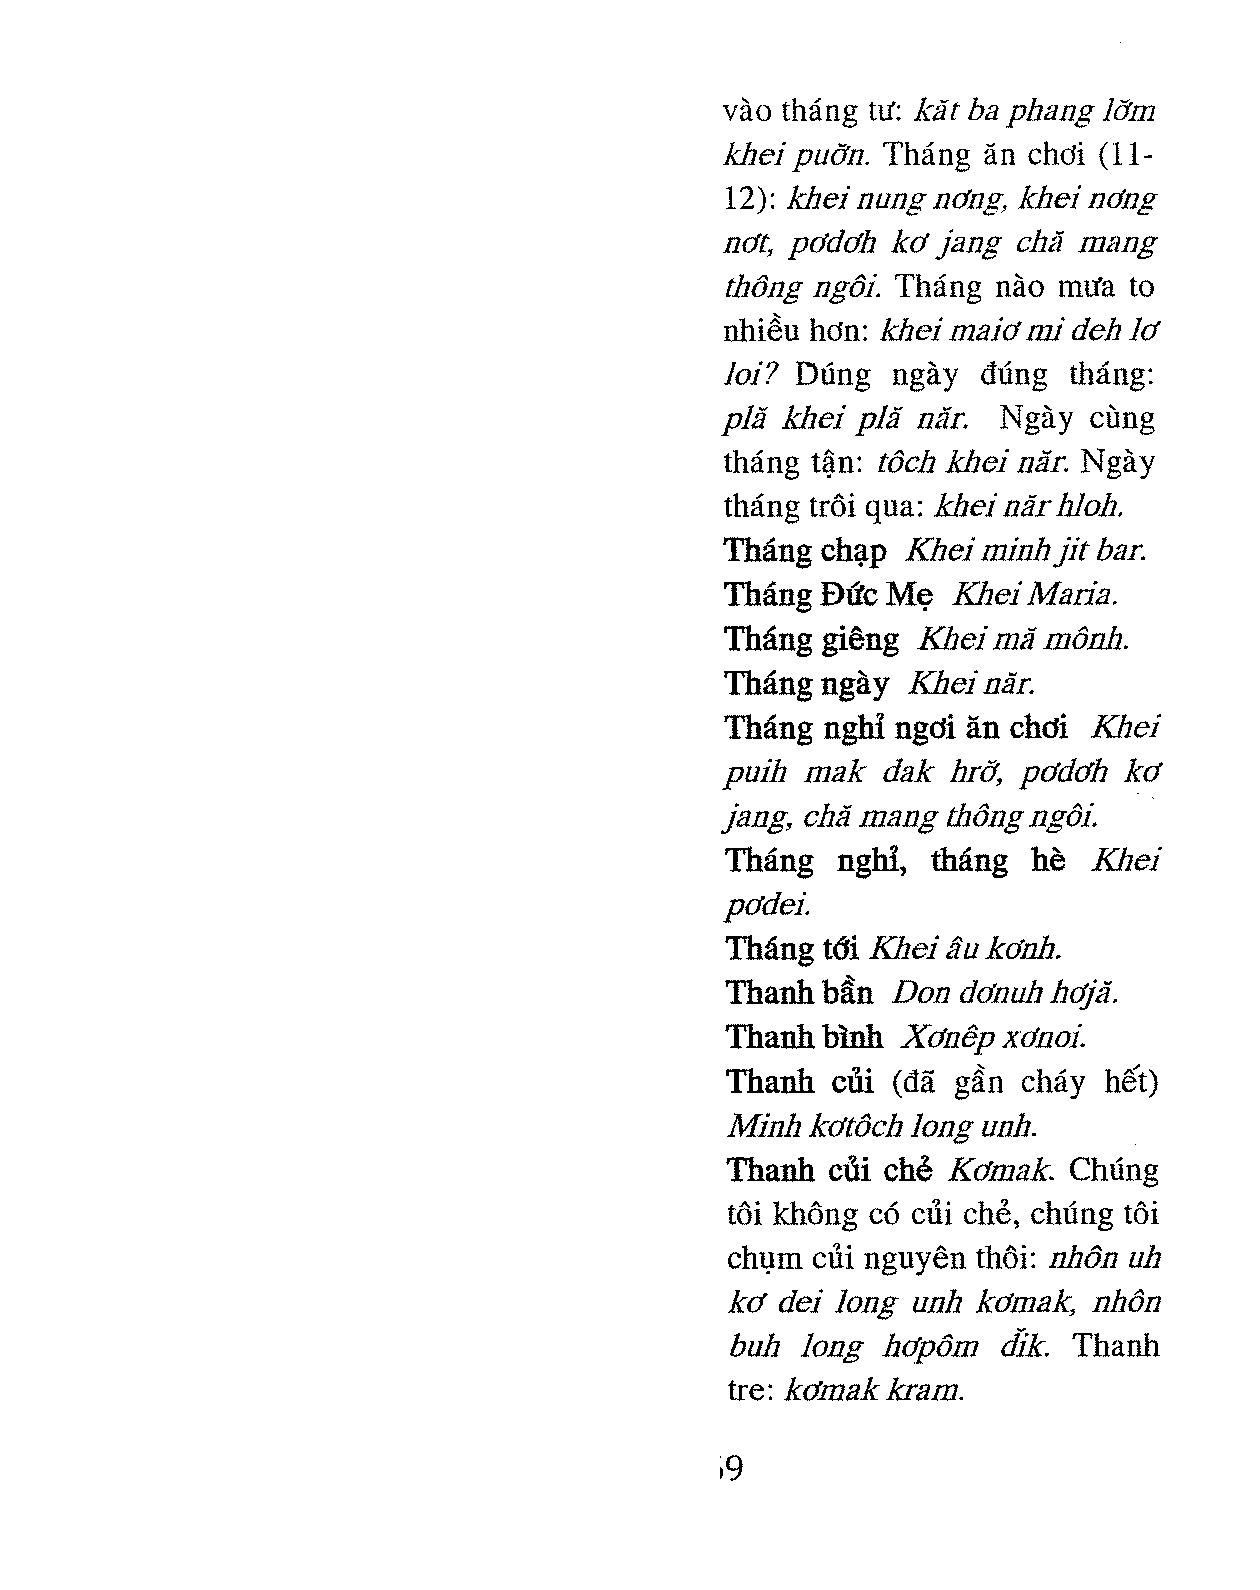 vào tháng tư: kăt ba phang lơ̆m
khei puơ̆n. Tháng ăn chơi (11-
12): khei nung nơng, khei nơng
nơt, pơdơh kơ jang chă mang
thông ngôi. Tháng nào mưa to
nhiều hơn: khei maiơ mi deh lơ
loi? Dúng ngày đúng tháng:
plă khei plă năr. Ngày cùng
tháng tận: tôch khei năr. Ngày
tháng trôi qua: khei năr hloh.
Tháng chạp Khei minh jit bar.
Tháng Đức Mẹ Khei Maria.
Tháng giêng Khei mă mônh.
Tháng ngày Khei năr.
Tháng nghỉ ngơi ăn chơi Khei
puih mak dak hrơ̆, pơdơh kơ
jang, chă mang thông ngôi.
Tháng nghỉ, tháng hè Khei
pơdei.
Tháng tới Khei âu kơnh.
Thanh bần Don dơnuh hơjă.
Thanh bình Xơnêp xơnoi.
Thanh củi (đã gần cháy hết)
Minh kơtôch long unh.
Thanh củi chẻ Kơmak. Chúng
tôi không có củi chẻ, chúng tôi
chụm củi nguyên thôi: nhôn uh
kơ dei long unh kơmak, nhôn
buh long hơpôm đĭk. Thanh
tre: kơmak kram.
9